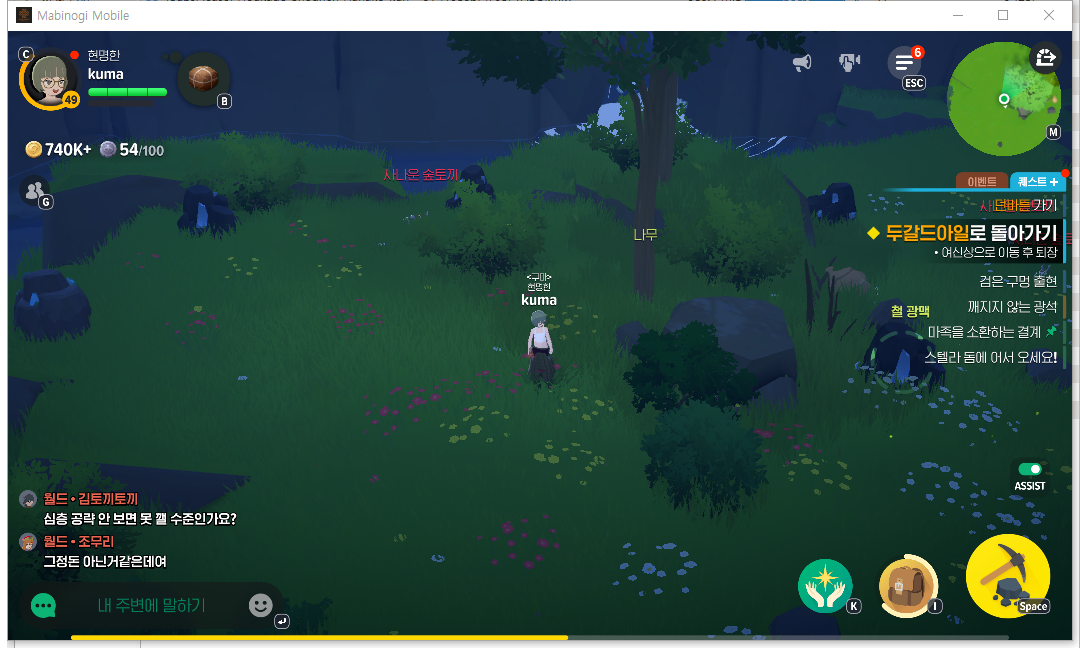 Mabinogi Mobile
C
현명한
kuma
49
B
6
ESC
M
740K+ 54/100
G
사나운 숲토끼
이벤트 퀘스트 +
던바튼 가기
두갈드아일로 돌아가기
• 여신상으로 이동 후 퇴장
검은 구멍 출현
깨지지 않는 광석
마족을 소환하는 결계
스텔라 돔에 어서 오세요!
나무
철 광맥
<구마>
현명한
kuma
ASSIST
월드 • 김토끼토끼
심층 공략 안 보면 못 깰 수준인가요?
월드 • 조무리
그정돈 아닌거같은데여
내 주변에 말하기
K
I
Space